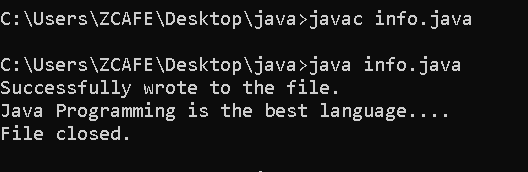 C:\Users\ZCAFE\Desktop\java>javac info.java
C:\Users\ZCAFE\Desktop\java>java info.java
Successfully wrote to the file.
Java Programming is the best language....
File closed.